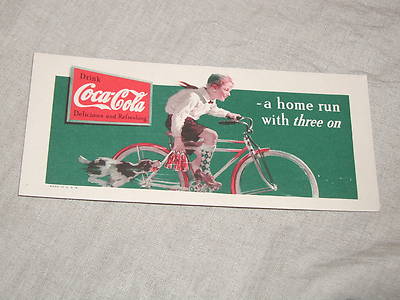 Drink
Coca-Cola
Delicious and Refreshing
- a home run
with three on